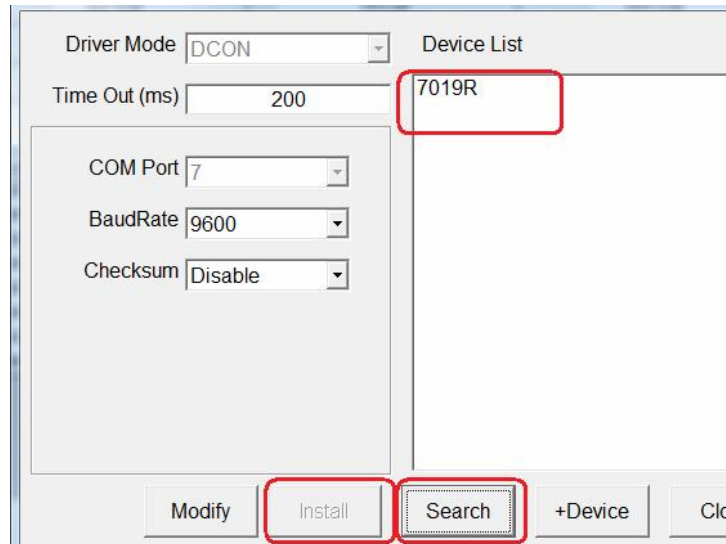 Driver Mode DCON
Device List
Time Out (ms) 200
7019R
COM Port 7
BaudRate 9600
Checksum Disable
Modify Install Search +Device Clo